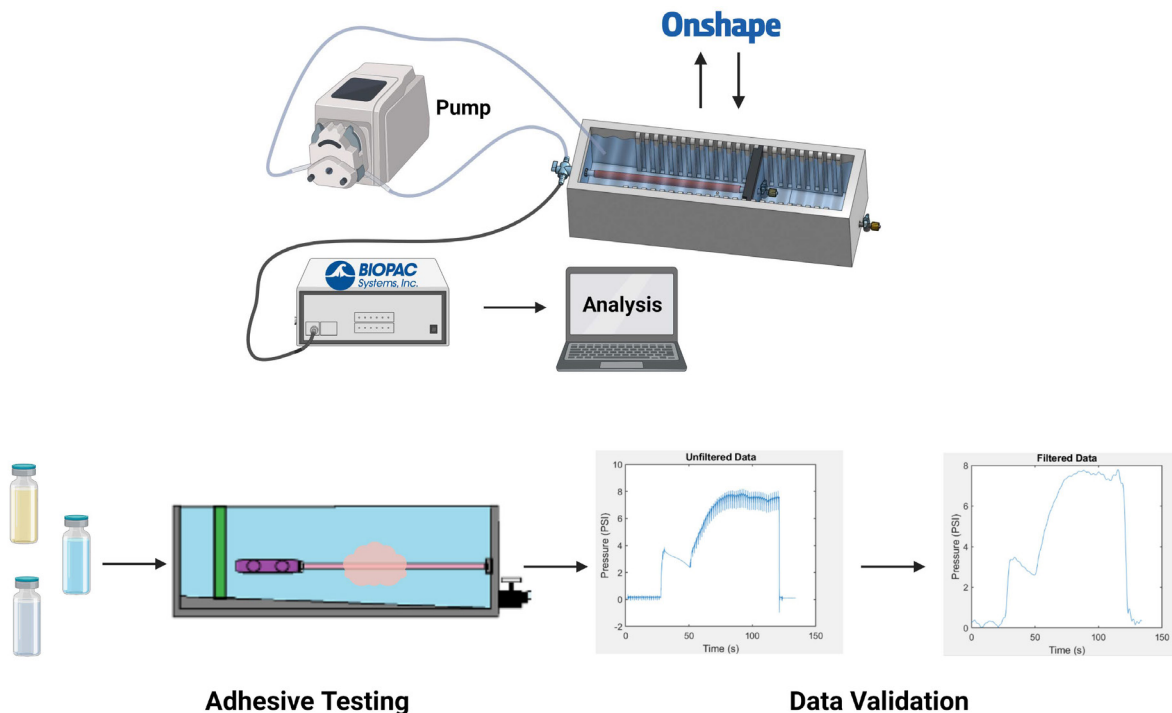 Onshape
Pump
BIOPAC
Systems, Inc.
Analysis
Unfiltered Data
10
8
6
4
2
0
-2
Pressure (PSI)
0
50
100
150
Time (s)
Filtered Data
8
6
4
2
0
Pressure (PSI)
0
50
100
150
Time (s)
Adhesive Testing
Data Validation